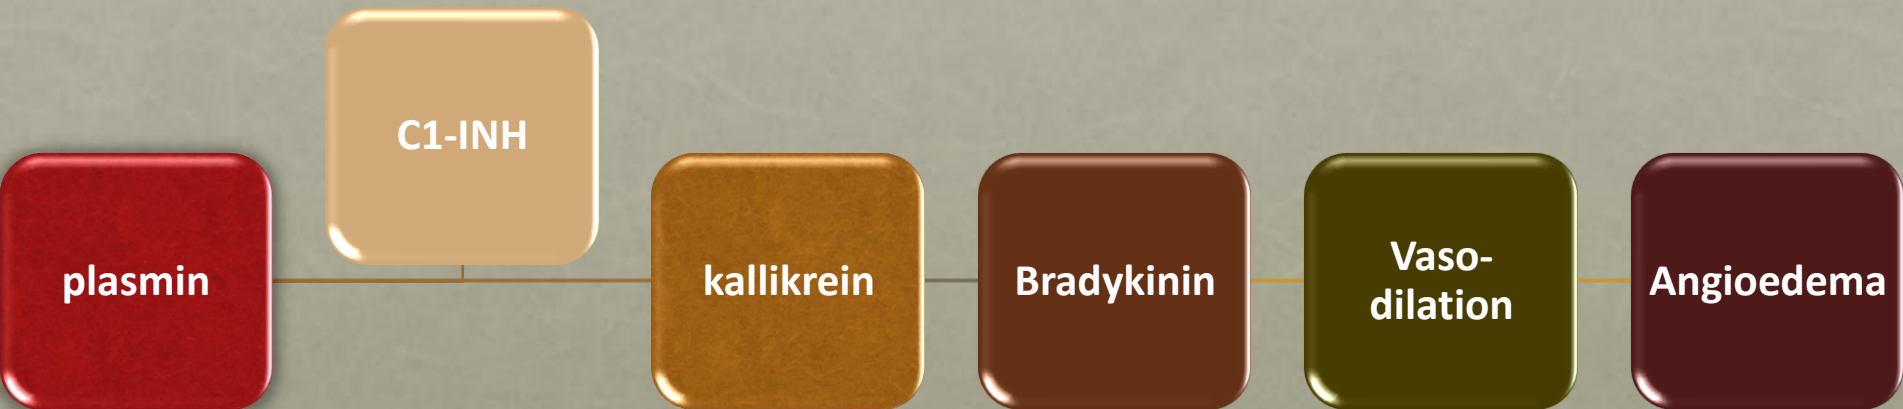 C1-INH
plasmin
kallikrein
Bradykinin
Vaso-
dilation
Angioedema